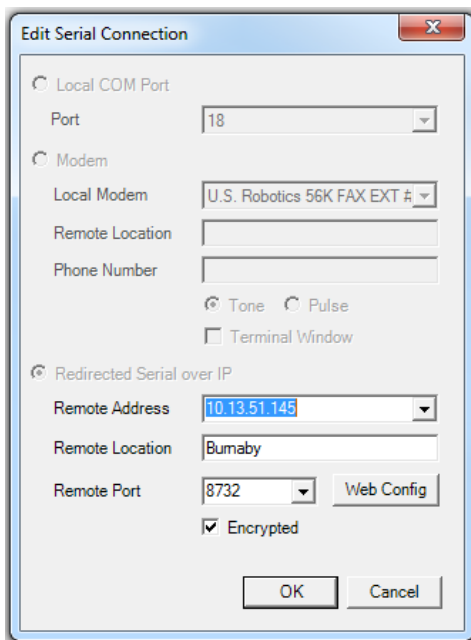 Edit Serial Connection
Local COM Port
Port 18
Modem
Local Modem U.S. Robotics 56K FAX EXT #
Remote Location
Phone Number
Tone Pulse
Terminal Window
Redirected Serial over IP
Remote Address 10.13.51.145
Remote Location Burnaby
Remote Port 8732 Web Config
Encrypted
OK Cancel